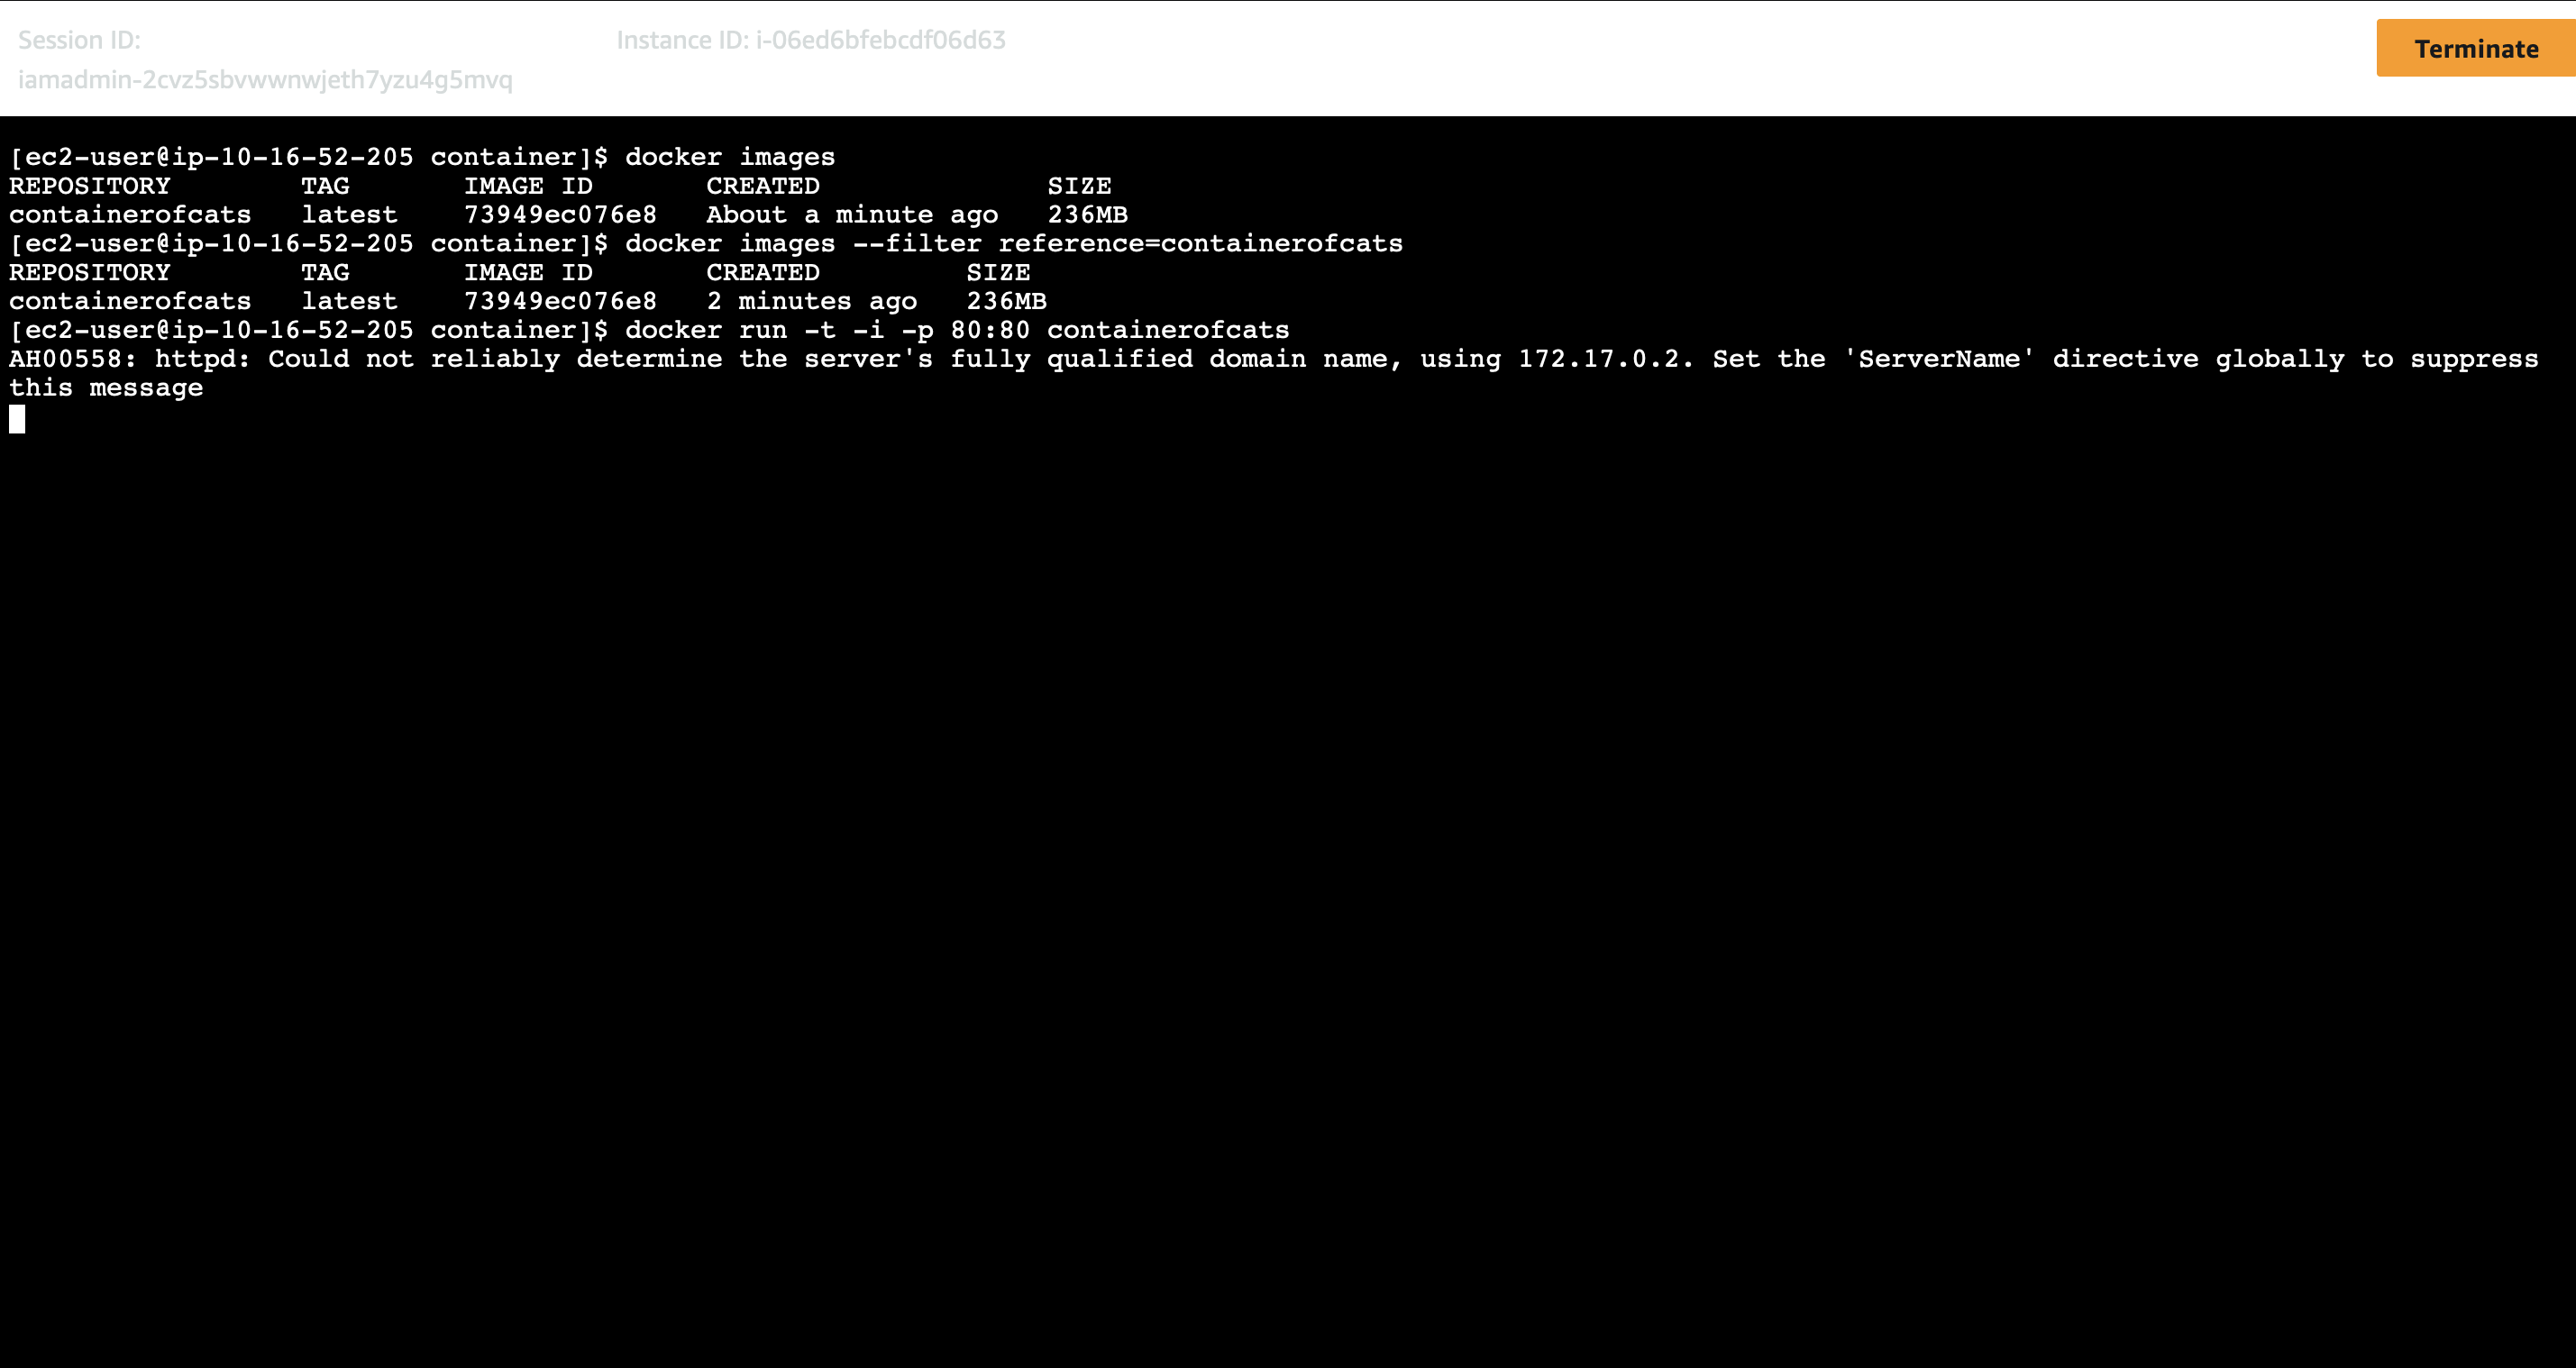 Session ID:
iamadmin-2cvz5sbvwwnwjeth7yzu4g5mvq
Instance ID: i-06ed6bfebcdf06d63
Terminate
[ec2-user@ip-10-16-52-205 container]$ docker images
REPOSITORY        TAG       IMAGE ID       CREATED              SIZE
containerofcats   latest    73949ec076e8   About a minute ago   236MB
[ec2-user@ip-10-16-52-205 container]$ docker images --filter reference=containerofcats
REPOSITORY        TAG       IMAGE ID       CREATED         SIZE
containerofcats   latest    73949ec076e8   2 minutes ago   236MB
[ec2-user@ip-10-16-52-205 container]$ docker run -t -i -p 80:80 containerofcats
AH00558: httpd: Could not reliably determine the server's fully qualified domain name, using 172.17.0.2. Set the 'ServerName' directive globally to suppress
this message